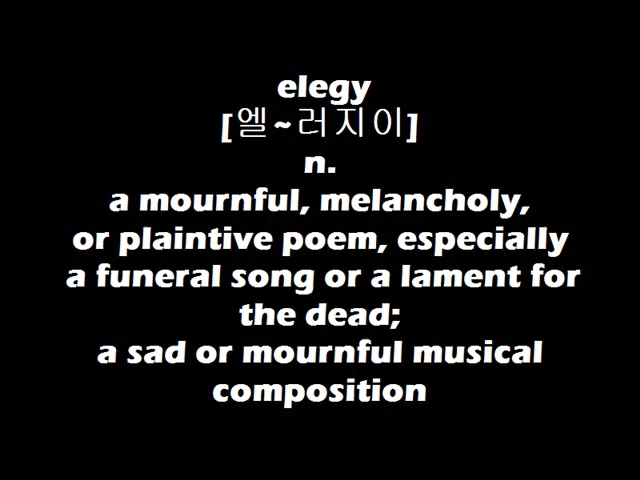 elegy
[엘~러지이]
n.
a mournful, melancholy,
or plaintive poem, especially
a funeral song or a lament for
the dead;
a sad or mournful musical
composition